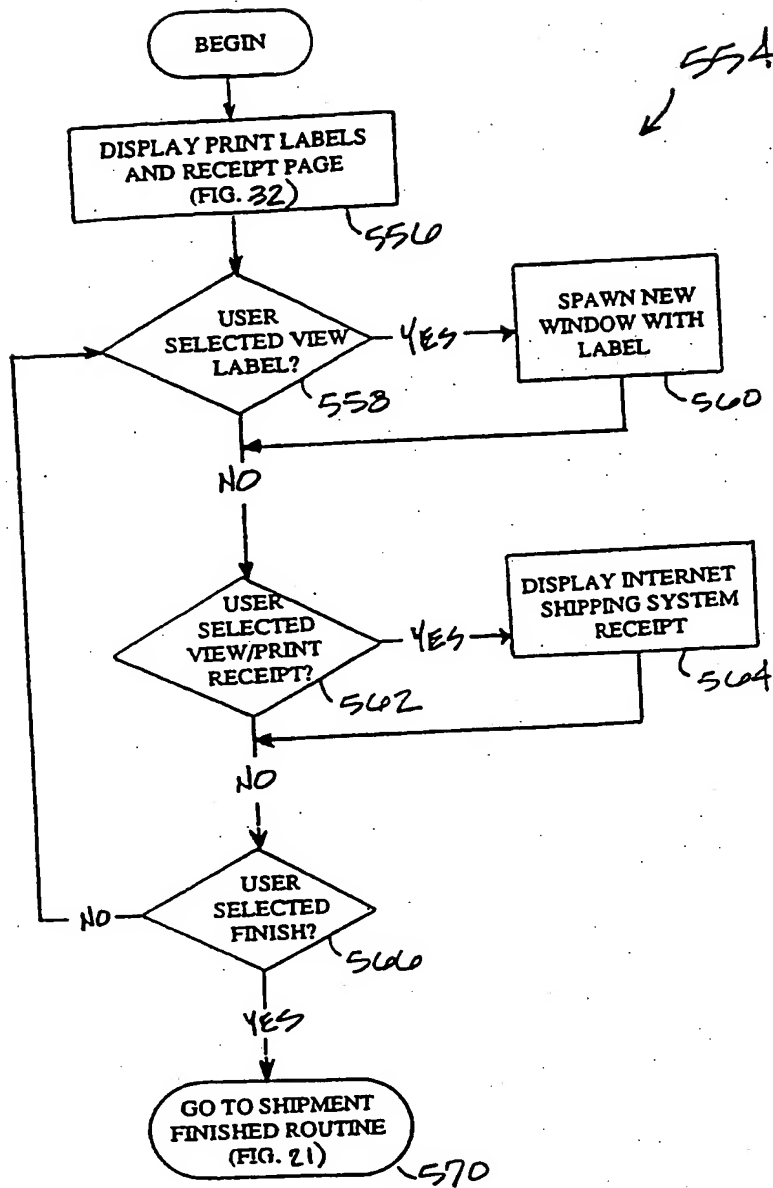 BEGIN
554
DISPLAY PRINT LABELS
AND RECEIPT PAGE
(FIG. 32)
556
USER
SELECTED VIEW
LABEL?
YES
558
SPAWN NEW
WINDOW WITH
LABEL
560
NO
USER
SELECTED
VIEW/PRINT
RECEIPT?
YES
562
DISPLAY INTERNET
SHIPPING SYSTEM
RECEIPT
564
NO
USER
SELECTED
FINISH?
NO
566
YES
GO TO SHIPMENT
FINISHED ROUTINE
(FIG. 21)
570